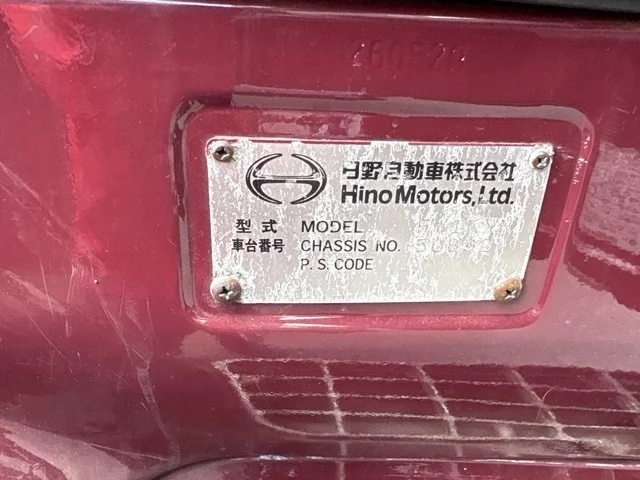 日野自動車株式会社
Hino Motors, Ltd.
型式 MODEL
車台番号 CHASSIS NO.
P. S. CODE